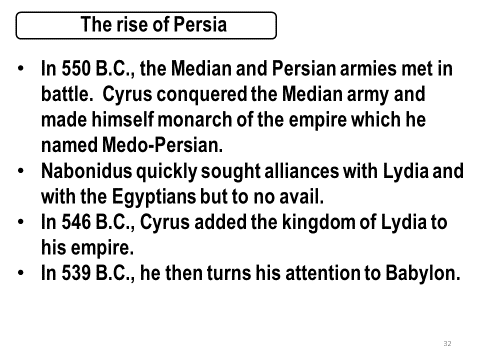 The rise of Persia
• In 550 B.C., the Median and Persian armies met in
battle.  Cyrus conquered the Median army and
made himself monarch of the empire which he
named Medo-Persian.
• Nabonidus quickly sought alliances with Lydia and
with the Egyptians but to no avail.
• In 546 B.C., Cyrus added the kingdom of Lydia to
his empire.
• In 539 B.C., he then turns his attention to Babylon.
32